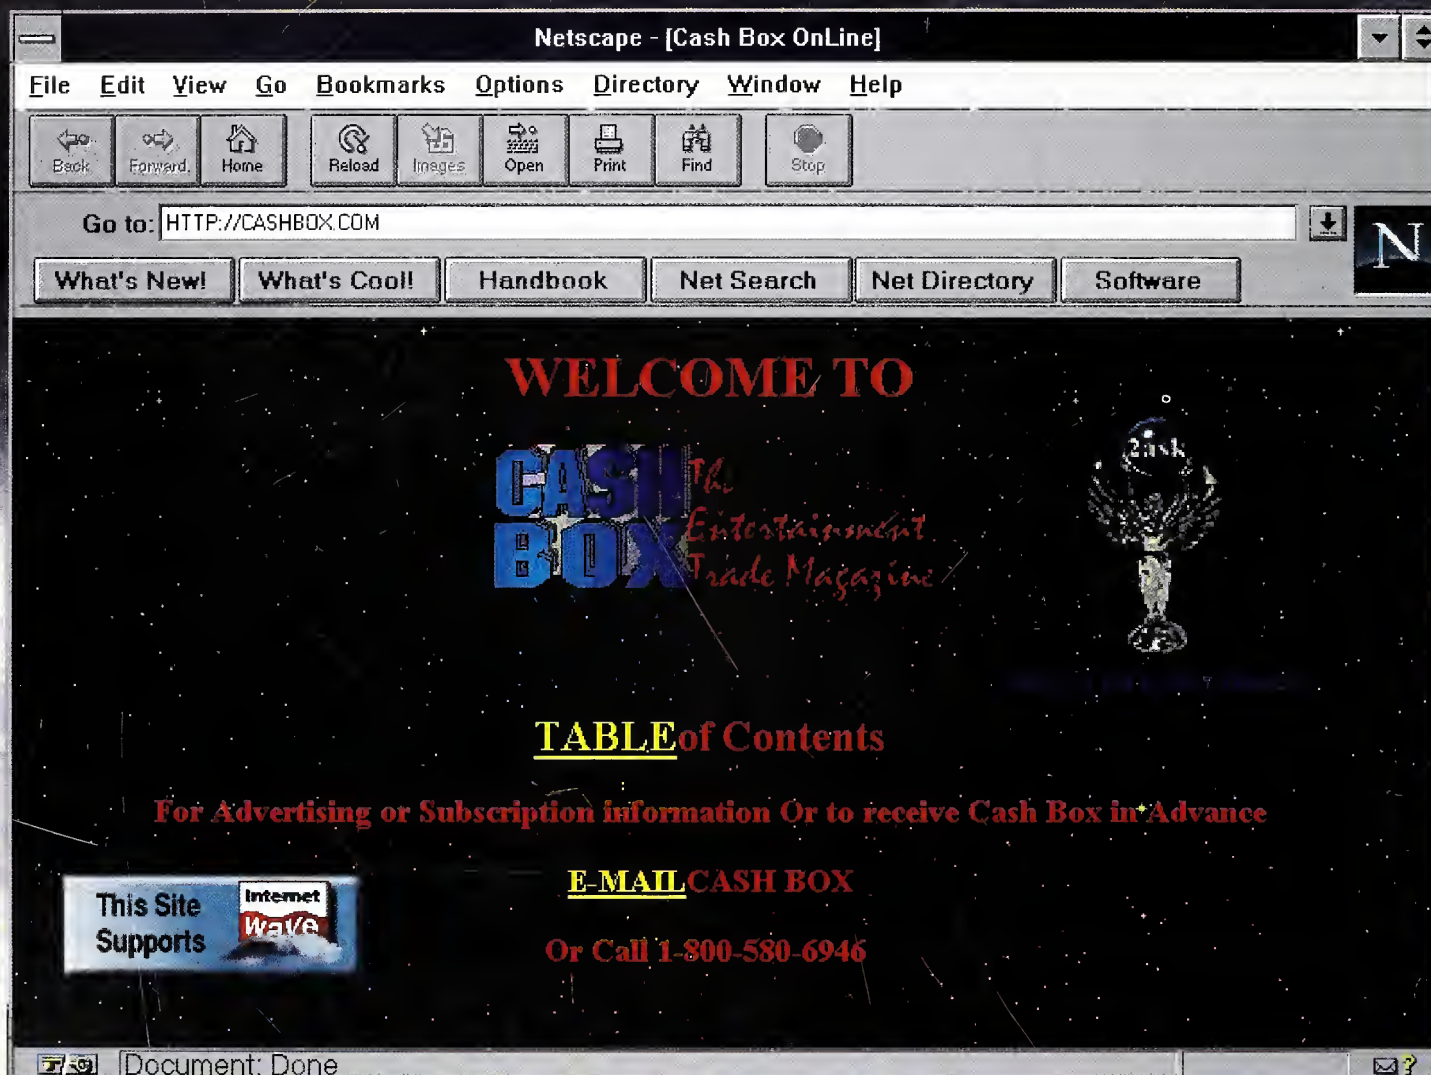 Netscape - [Cash Box OnLine]
File Edit View Go Bookmarks Options Directory Window Help
Back Forward Home Reload Images Open Print Find Stop
Go to: HTTP://CASHBOX.COM
N
What's New! What's Cool! Handbook Net Search Net Directory Software
WELCOME TO
CASH BOX
The
Entertainment
Trade Magazine
TABLE of Contents
For Advertising or Subscription information Or to receive Cash Box in Advance
E-MAIL CASH BOX
Or Call 1-800-580-6946
This Site
Supports
Internet
Wave
Document: Done